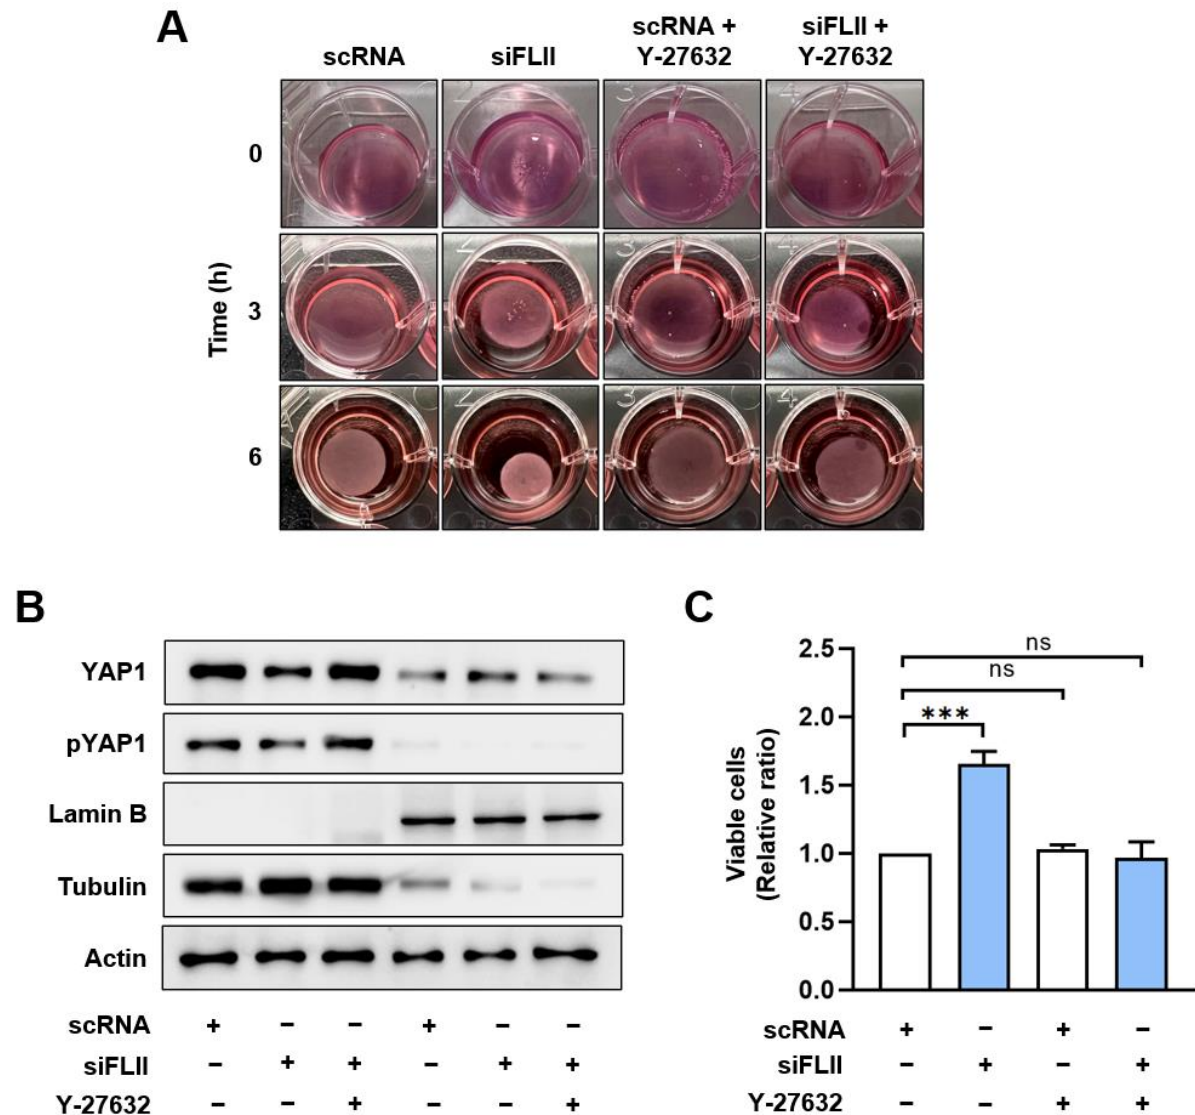 A
scRNA
siFLII
scRNA +
Y-27632
siFLII +
Y-27632
Time (h)
0
3
6
B
YAP1
pYAP1
Lamin B
Tubulin
Actin
scRNA + − − + − −
siFLII − + + − + +
Y-27632 − − + − − +
C
Viable cells
(Relative ratio)
2.5
2.0
1.5
1.0
0.5
0.0
ns
ns
***
scRNA + − + −
siFLII − + − +
Y-27632 − − + +